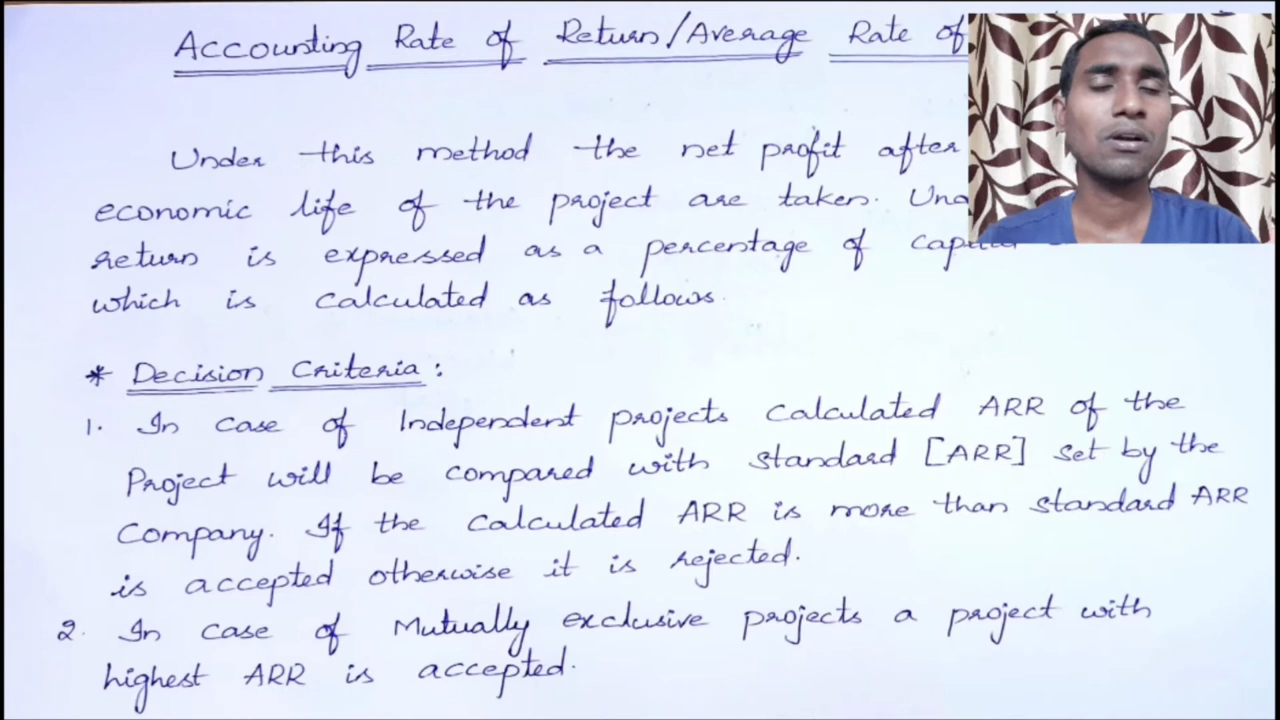 Accounting Rate of Return/Average Rate of
Under this method the net profit after
economic life of the project are taken.
return is expressed as a percentage of
which is calculated as follows.
* Decision Criteria :
1. In case of Independent projects calculated ARR of the
Project will be compared with standard [ARR] set by the
Company. If the calculated ARR is more than standard ARR
is accepted otherwise it is rejected.
2. In case of Mutually exclusive projects a project with
highest ARR is accepted.